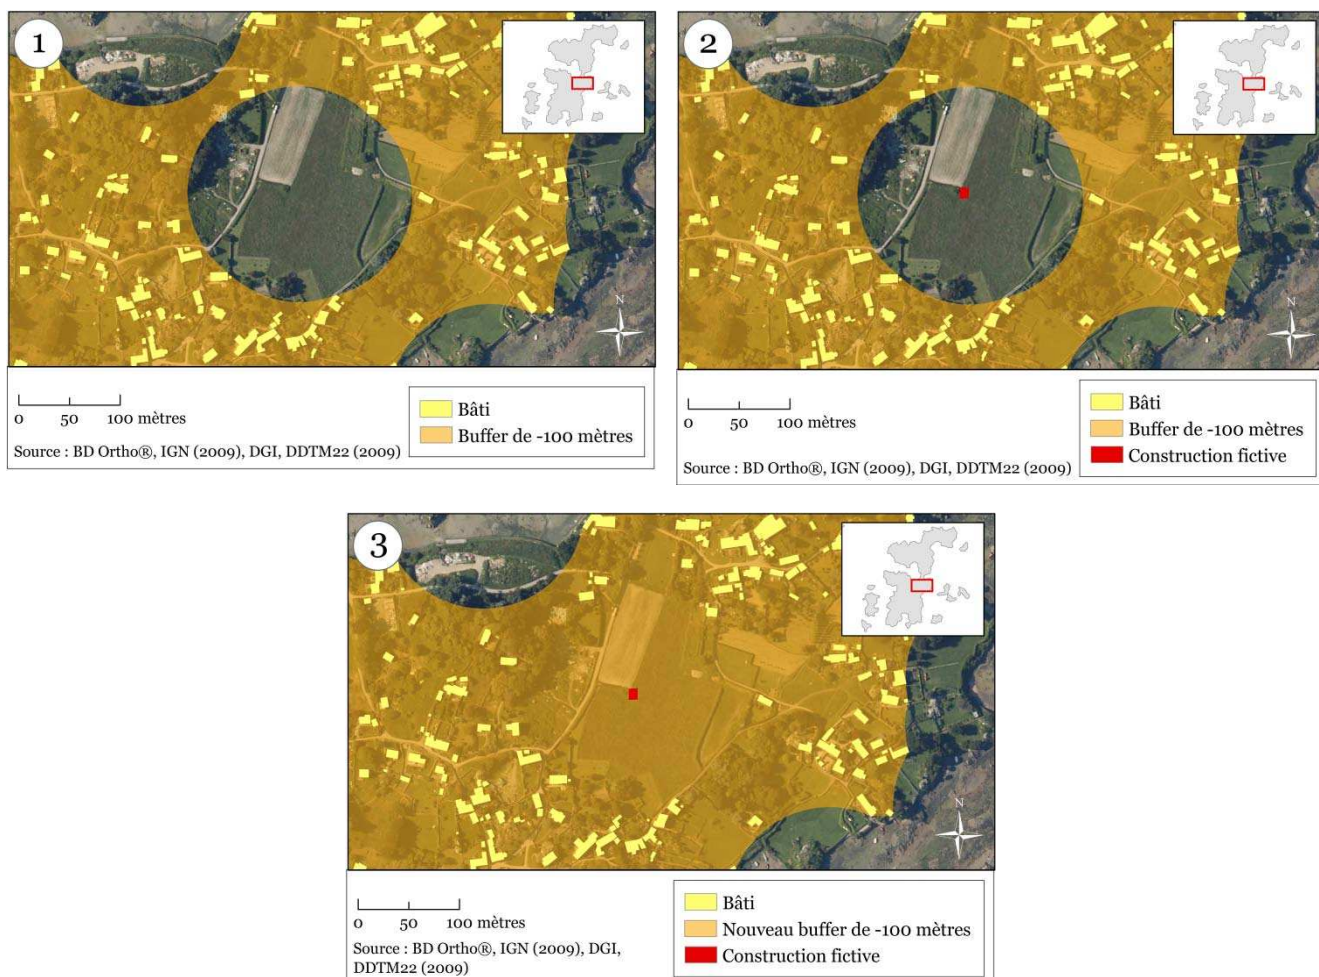 1
N
0 50 100 mètres
Source : BD Ortho®, IGN (2009), DGI, DDTM22 (2009)
Bâti
Buffer de -100 mètres
2
N
0 50 100 mètres
Source : BD Ortho®, IGN (2009), DGI, DDTM22 (2009)
Bâti
Buffer de -100 mètres
Construction fictive
3
N
0 50 100 mètres
Source : BD Ortho®, IGN (2009), DGI,
DDTM22 (2009)
Bâti
Nouveau buffer de -100 mètres
Construction fictive